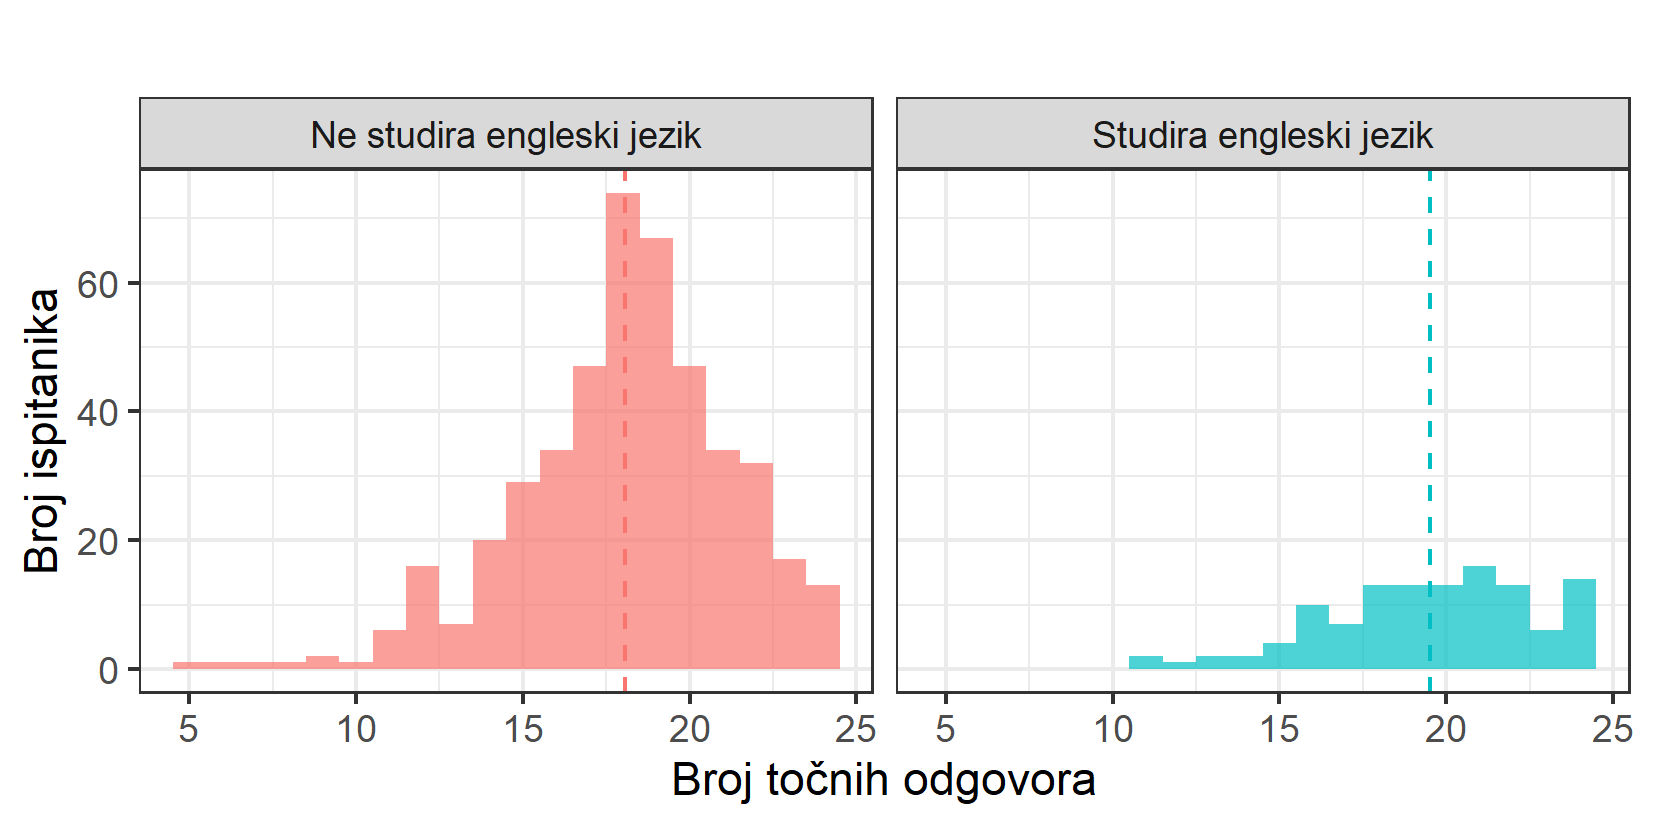 Ne studira engleski jezik
Studira engleski jezik
Broj ispitanika
60
40
20
0
5 10 15 20 25
5 10 15 20 25
Broj točnih odgovora